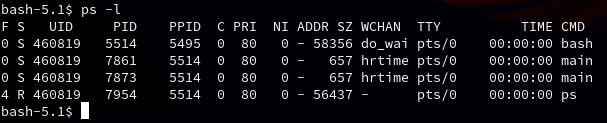 bash-5.1$ ps -l
F S   UID     PID    PPID  C PRI  NI ADDR SZ WCHAN  TTY          TIME CMD
0 S 460819   5514    5495  0  80   0 - 58356 do_wai pts/0    00:00:00 bash
0 S 460819   7861    5514  0  80   0 -   657 hrtime pts/0    00:00:00 main
0 S 460819   7873    5514  0  80   0 -   657 hrtime pts/0    00:00:00 main
4 R 460819   7954    5514  0  80   0 - 56437 -      pts/0    00:00:00 ps
bash-5.1$